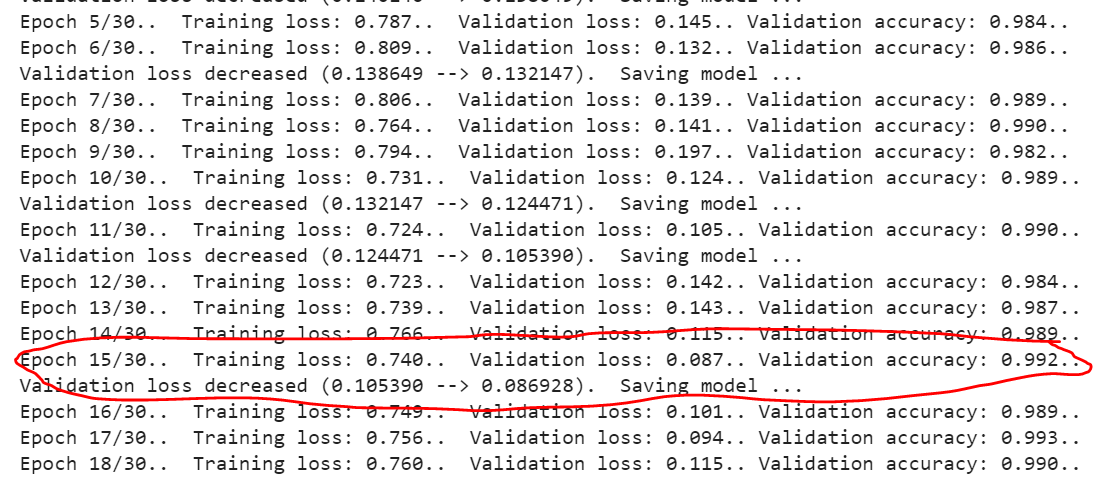 Validation loss decreased (0.146246 --> 0.138649).  Saving model ...
Epoch 5/30..  Training loss: 0.787..  Validation loss: 0.145.. Validation accuracy: 0.984..
Epoch 6/30..  Training loss: 0.809..  Validation loss: 0.132.. Validation accuracy: 0.986..
Validation loss decreased (0.138649 --> 0.132147).  Saving model ...
Epoch 7/30..  Training loss: 0.806..  Validation loss: 0.139.. Validation accuracy: 0.989..
Epoch 8/30..  Training loss: 0.764..  Validation loss: 0.141.. Validation accuracy: 0.990..
Epoch 9/30..  Training loss: 0.794..  Validation loss: 0.197.. Validation accuracy: 0.982..
Epoch 10/30..  Training loss: 0.731..  Validation loss: 0.124.. Validation accuracy: 0.989..
Validation loss decreased (0.132147 --> 0.124471).  Saving model ...
Epoch 11/30..  Training loss: 0.724..  Validation loss: 0.105.. Validation accuracy: 0.990..
Validation loss decreased (0.124471 --> 0.105390).  Saving model ...
Epoch 12/30..  Training loss: 0.723..  Validation loss: 0.142.. Validation accuracy: 0.984..
Epoch 13/30..  Training loss: 0.739..  Validation loss: 0.143.. Validation accuracy: 0.987..
Epoch 14/30..  Training loss: 0.766..  Validation loss: 0.115.. Validation accuracy: 0.989..
Epoch 15/30..  Training loss: 0.740..  Validation loss: 0.087.. Validation accuracy: 0.992..
Validation loss decreased (0.105390 --> 0.086928).  Saving model ...
Epoch 16/30..  Training loss: 0.749..  Validation loss: 0.101.. Validation accuracy: 0.989..
Epoch 17/30..  Training loss: 0.756..  Validation loss: 0.094.. Validation accuracy: 0.993..
Epoch 18/30..  Training loss: 0.760..  Validation loss: 0.115.. Validation accuracy: 0.990..